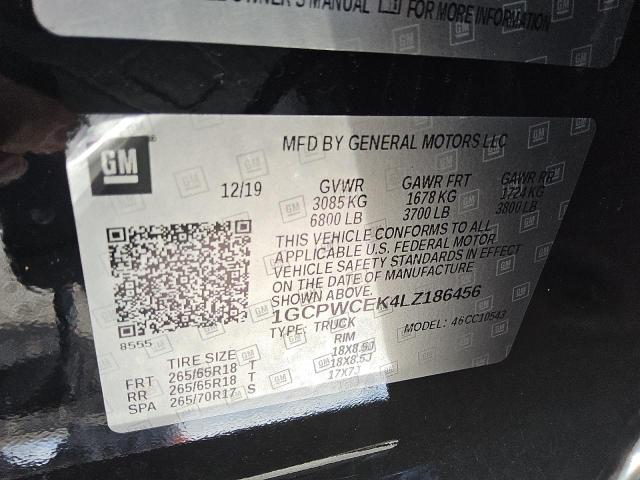 OWNER'S MANUAL FOR MORE INFORMATION
GM
MFD BY GENERAL MOTORS LLC
12/19 GVWR GAWR FRT GAWR RR
3085 KG 1678 KG 1724 KG
6800 LB 3700 LB 3800 LB
THIS VEHICLE CONFORMS TO ALL
APPLICABLE U.S. FEDERAL MOTOR
VEHICLE SAFETY STANDARDS IN EFFECT
ON THE DATE OF MANUFACTURE
SHOWN ABOVE.
1GCPWCEK4LZ186456
TYPE: TRUCK MODEL: 46CC10543
8555
TIRE SIZE RIM
FRT 265/65R18 T 18X8.5J
RR 265/65R18 T 18X8.5J
SPA 265/70R17 S 17X7J